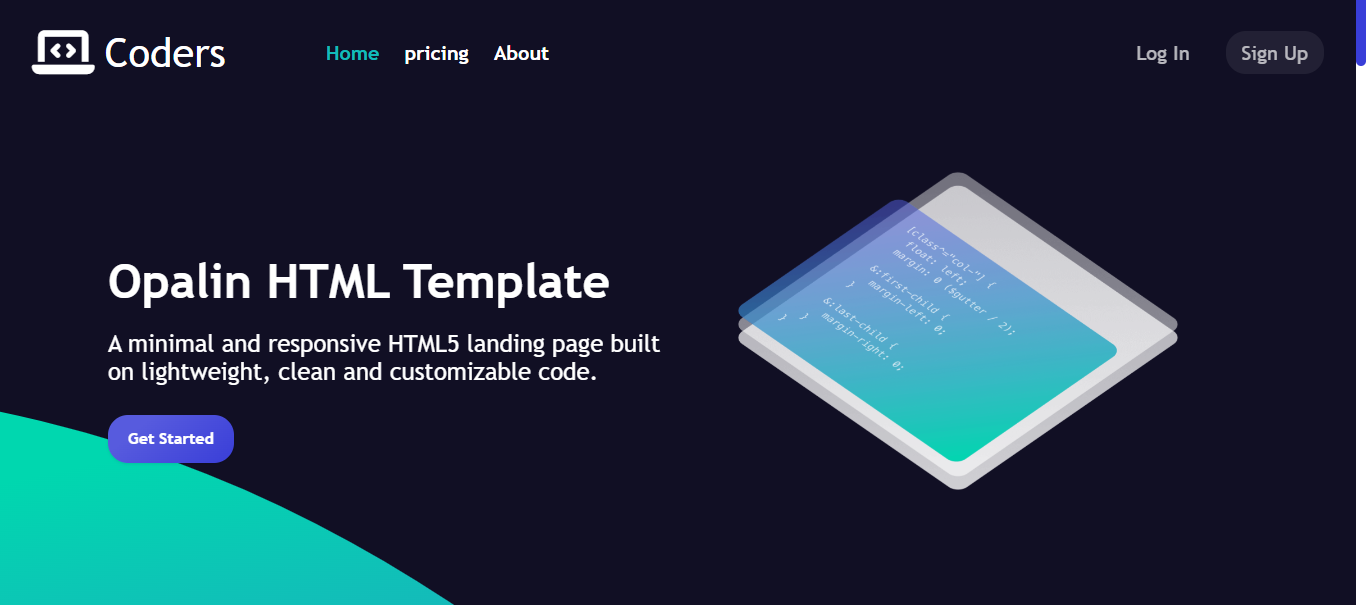 Coders
Home pricing About
Log In Sign Up
Opalin HTML Template
A minimal and responsive HTML5 landing page built
on lightweight, clean and customizable code.
Get Started
[class^="col-"] {
float: left;
margin: 0 ($gutter / 2);
&:first-child {
margin-left: 0;
}
&:last-child {
margin-right: 0;
}
}